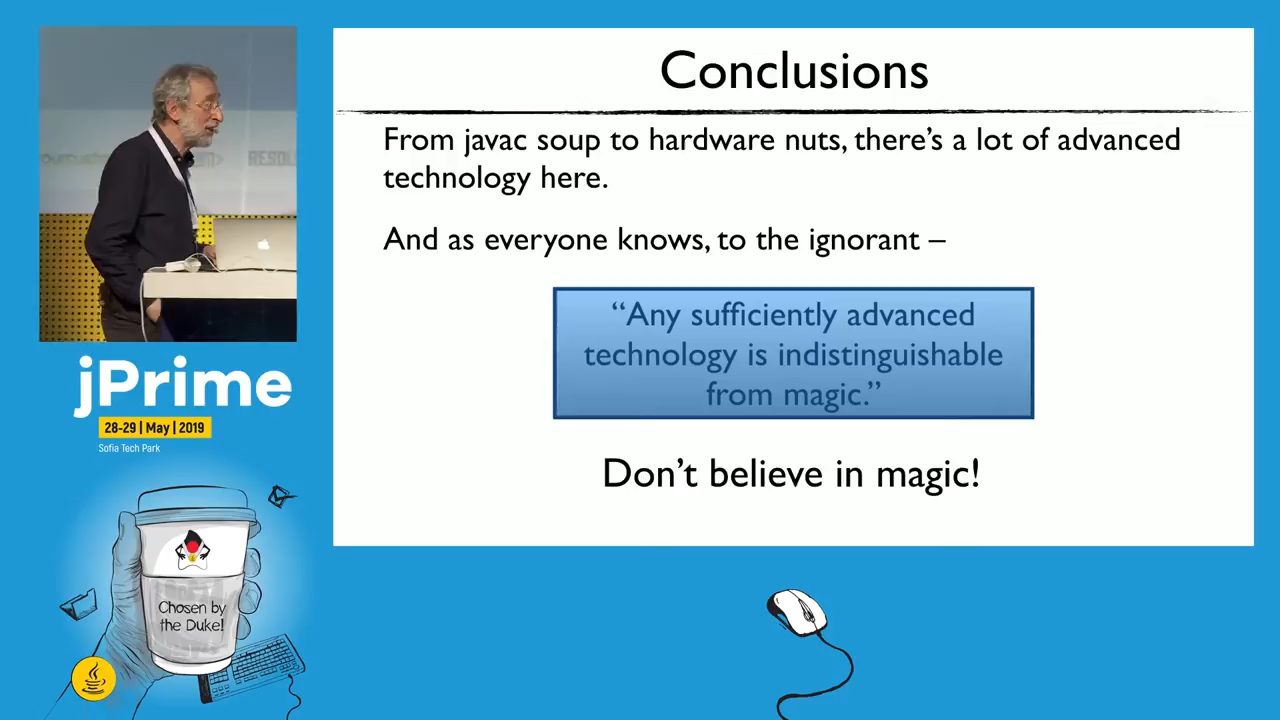 Conclusions
From javac soup to hardware nuts, there's a lot of advanced
technology here.
And as everyone knows, to the ignorant –
“Any sufficiently advanced
technology is indistinguishable
from magic.”
Don't believe in magic!
jPrime
28-29 | May | 2019
Sofia Tech Park
Chosen by
the Duke!